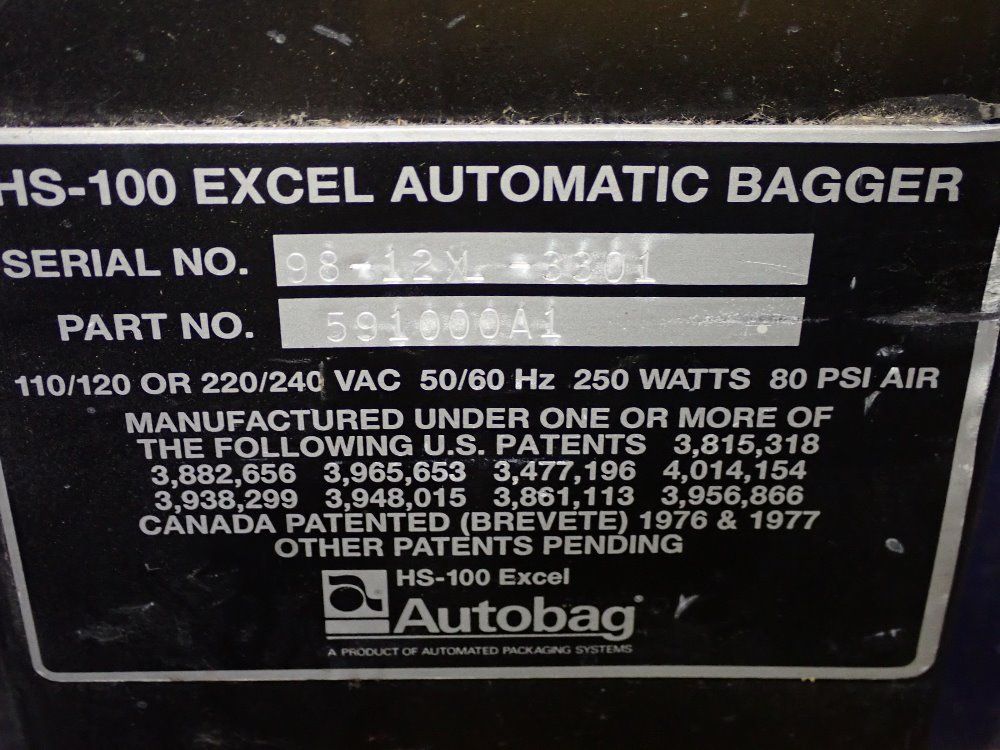 HS-100 EXCEL AUTOMATIC BAGGER
SERIAL NO. 98-12XL-3301
PART NO. 591000A1
110/120 OR 220/240 VAC 50/60 Hz 250 WATTS 80 PSI AIR
MANUFACTURED UNDER ONE OR MORE OF
THE FOLLOWING U.S. PATENTS 3,815,318
3,882,656 3,965,653 3,477,196 4,014,154
3,938,299 3,948,015 3,861,113 3,956,866
CANADA PATENTED (BREVETE) 1976 & 1977
OTHER PATENTS PENDING
a HS-100 Excel
Autobag®
A PRODUCT OF AUTOMATED PACKAGING SYSTEMS